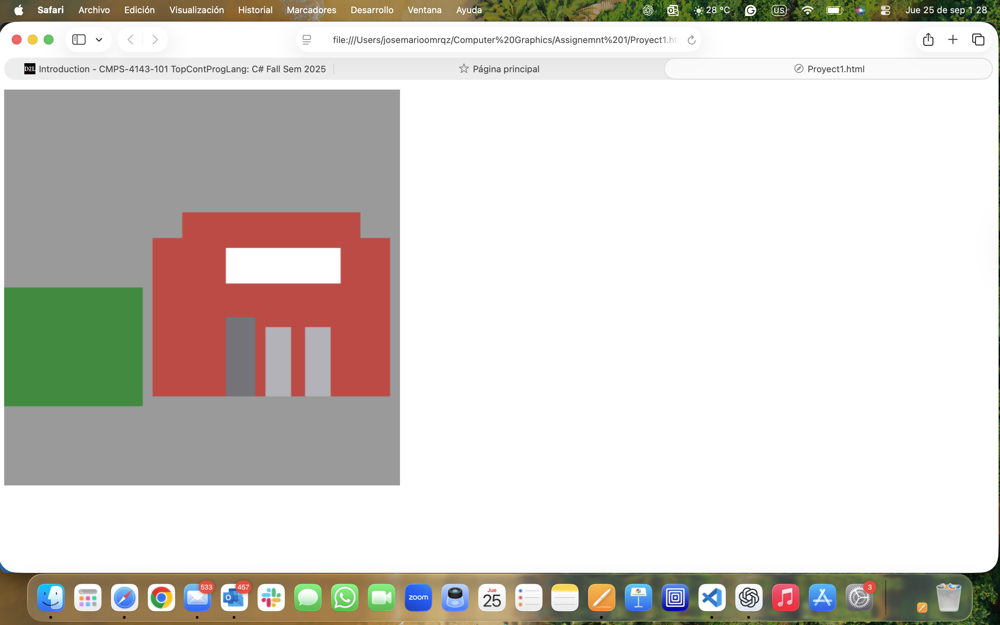 Safari Archivo Edición Visualización Historial Marcadores Desarrollo Ventana Ayuda 28 °C US Jue 25 de sep 1 28
file:///Users/josemarioomrqz/Computer%20Graphics/Assignemnt%201/Proyect1.ht
D2L Introduction - CMPS-4143-101 TopContProgLang: C# Fall Sem 2025 Página principal Proyect1.html
533 457 zoom Jue 25 3